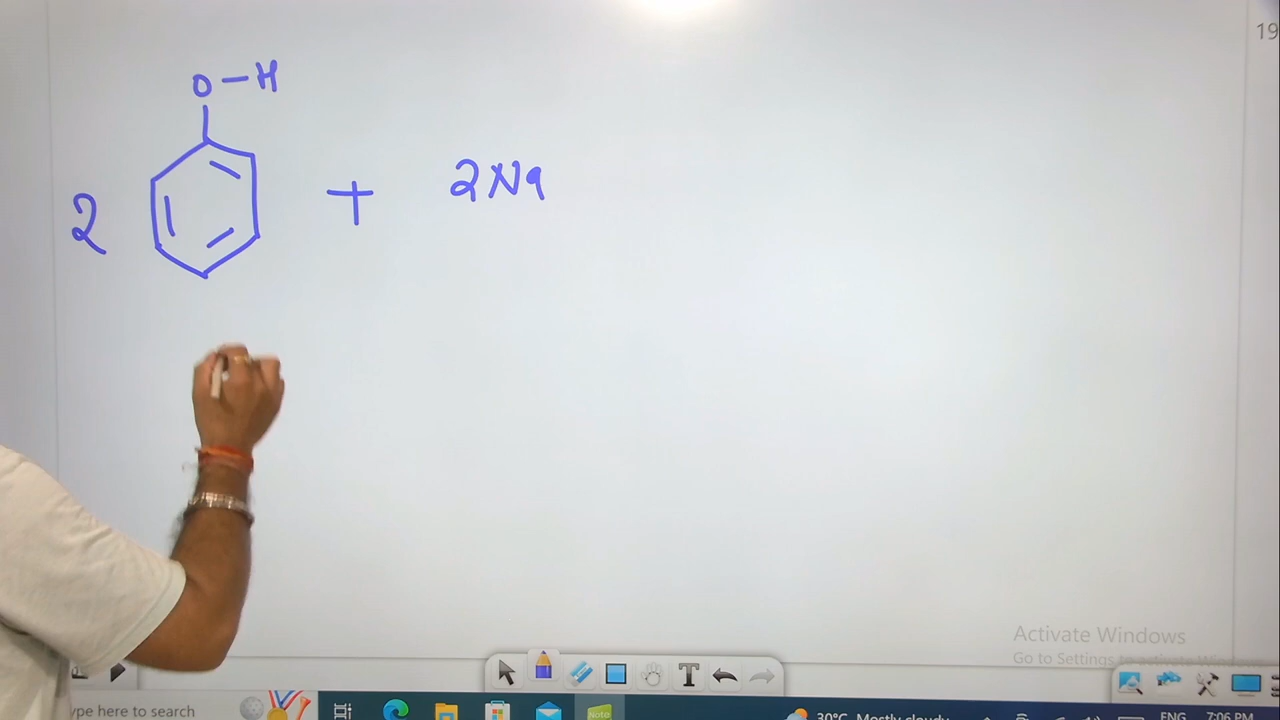 19
O-H
2 + 2Na
Activate Windows
Go to Settings to activate Windows
T
ype here to search
Note
30°C Mostly cloudy
ENG 7:06 PM